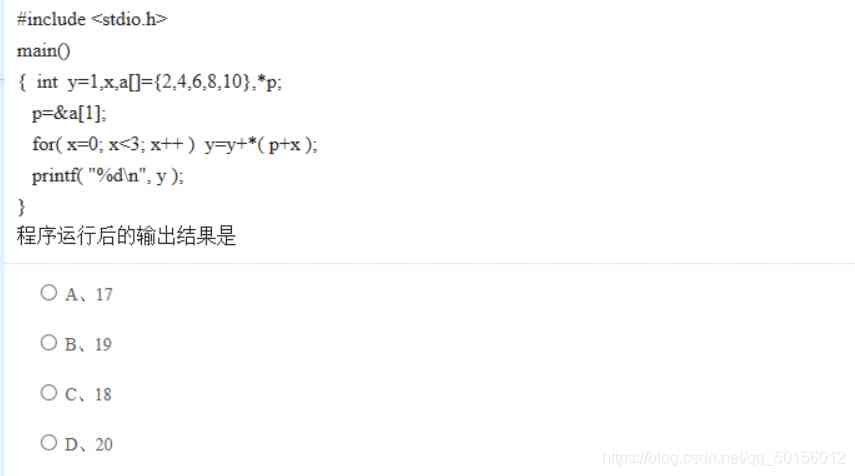 #include <stdio.h>
main()
{  int  y=1,x,a[]={2,4,6,8,10},*p;
p=&a[1];
for( x=0; x<3; x++ )  y=y+*( p+x );
printf( "%d\n", y );
}
程序运行后的输出结果是
A、17
B、19
C、18
D、20
https://blog.csdn.net/qq_50156012